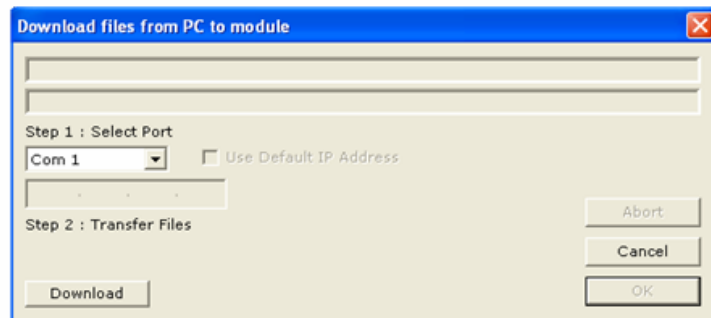 Download files from PC to module
Step 1 : Select Port
Com 1
Use Default IP Address
Step 2 : Transfer Files
Abort
Cancel
Download
OK